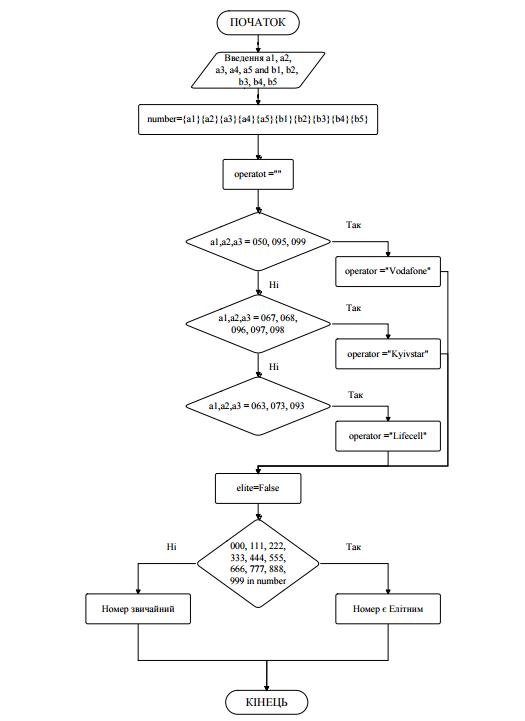 ПОЧАТОК
Введення a1, a2,
a3, a4, a5 and b1, b2,
b3, b4, b5
number={a1}{a2}{a3}{a4}{a5}{b1}{b2}{b3}{b4}{b5}
operatot =""
a1,a2,a3 = 050, 095, 099
Так
operator ="Vodafone"
Ні
a1,a2,a3 = 067, 068,
096, 097, 098
Так
operator ="Kyivstar"
Ні
a1,a2,a3 = 063, 073, 093
Так
operator ="Lifecell"
elite=False
000, 111, 222,
333, 444, 555,
666, 777, 888,
999 in number
Ні
Так
Номер звичайний
Номер є Елітним
КІНЕЦЬ